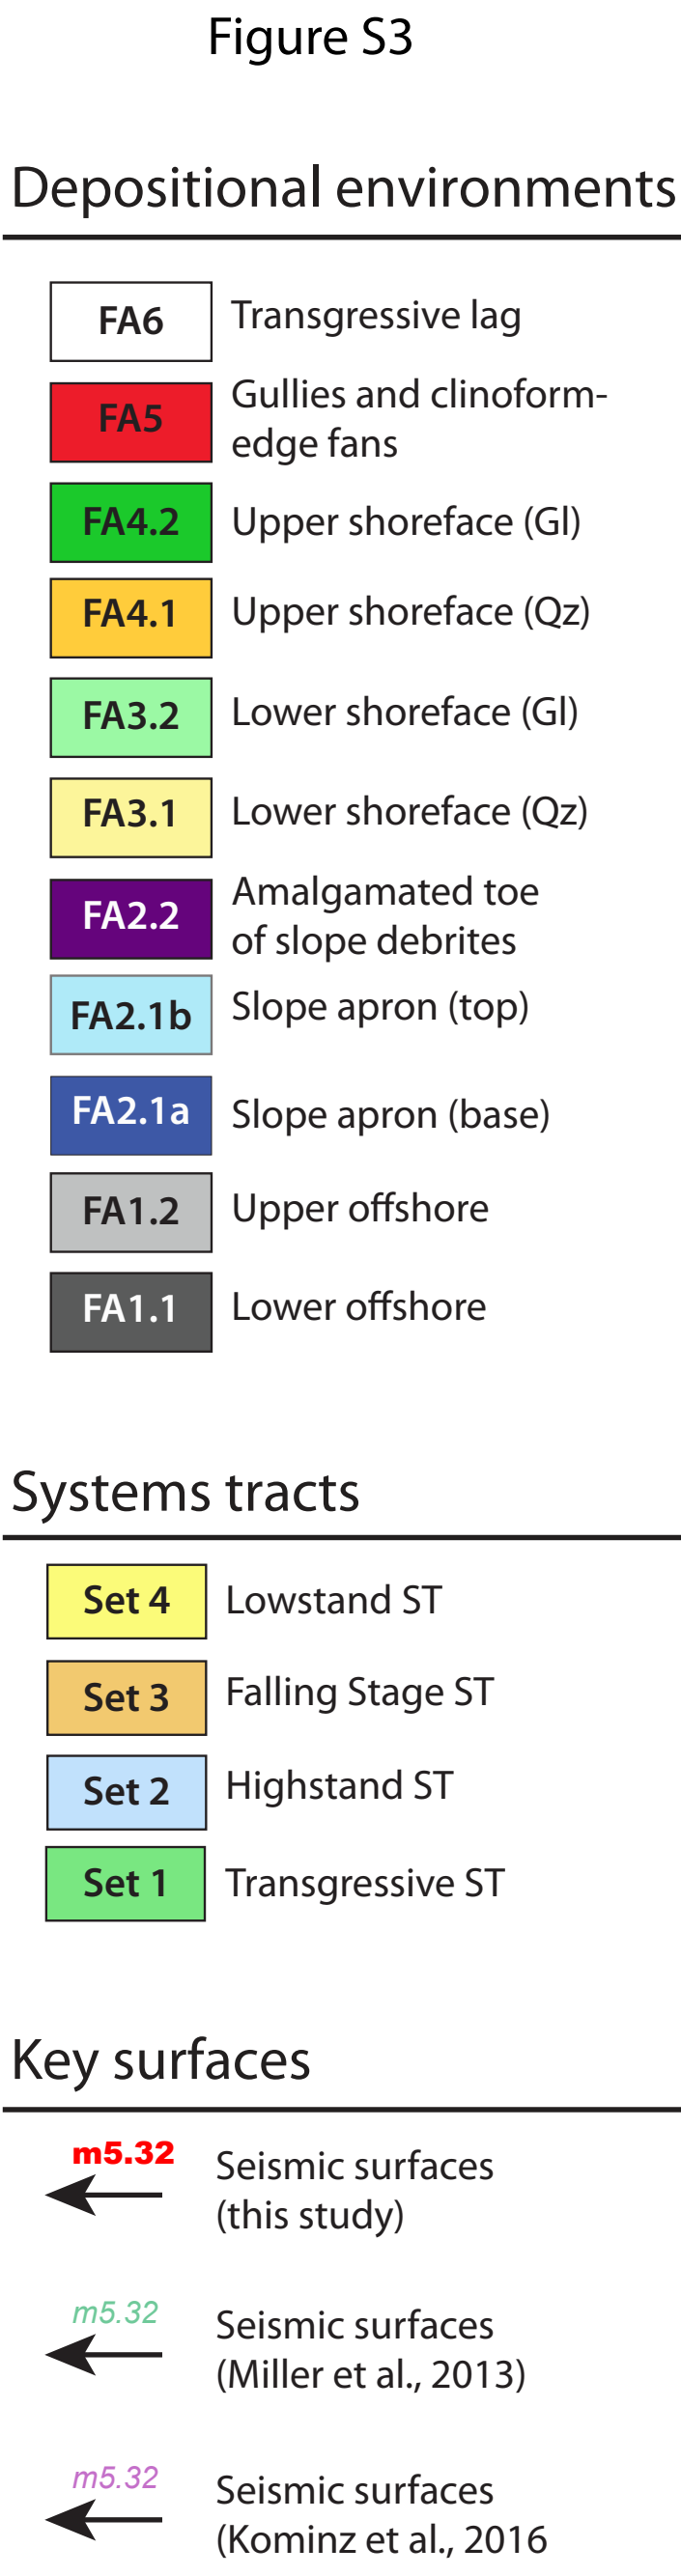 Figure S3
Depositional environments
FA6 Transgressive lag
FA5 Gullies and clinoform-
edge fans
FA4.2 Upper shoreface (Gl)
FA4.1 Upper shoreface (Qz)
FA3.2 Lower shoreface (Gl)
FA3.1 Lower shoreface (Qz)
FA2.2 Amalgamated toe
of slope debrites
FA2.1b Slope apron (top)
FA2.1a Slope apron (base)
FA1.2 Upper offshore
FA1.1 Lower offshore
Systems tracts
Set 4 Lowstand ST
Set 3 Falling Stage ST
Set 2 Highstand ST
Set 1 Transgressive ST
Key surfaces
m5.32 Seismic surfaces
(this study)
m5.32 Seismic surfaces
(Miller et al., 2013)
m5.32 Seismic surfaces
(Kominz et al., 2016